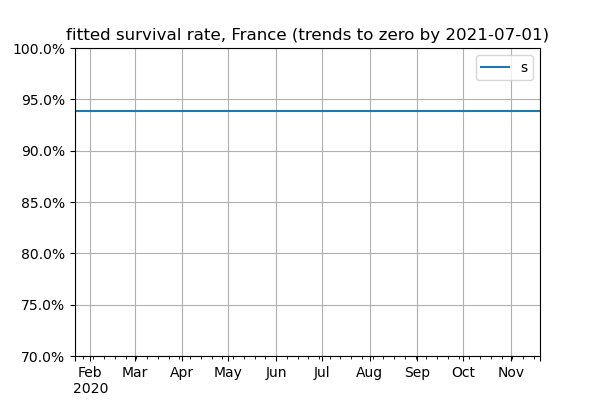 fitted survival rate, France (trends to zero by 2021-07-01)
100.0%
s
95.0%
90.0%
85.0%
80.0%
75.0%
70.0%
Feb Mar Apr May Jun Jul Aug Sep Oct Nov
2020